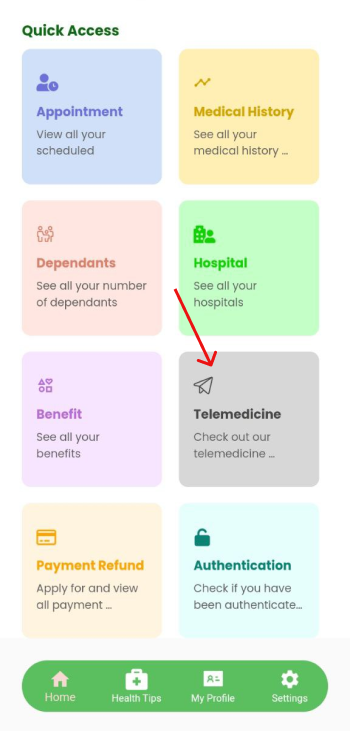 Quick Access
Appointment
View all your
scheduled
Medical History
See all your
medical history ...
Dependants
See all your number
of dependants
Hospital
See all your
hospitals
Benefit
See all your
benefits
Telemedicine
Check out our
telemedicine ...
Payment Refund
Apply for and view
all payment ...
Authentication
Check if you have
been authenticate...
Home
Health Tips
My Profile
Settings